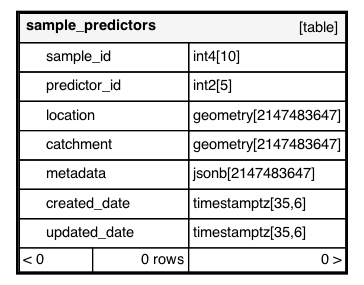 sample_predictors [table]
sample_id int4[10]
predictor_id int2[5]
location geometry[2147483647]
catchment geometry[2147483647]
metadata jsonb[2147483647]
created_date timestamptz[35,6]
updated_date timestamptz[35,6]
< 0 0 rows 0 >